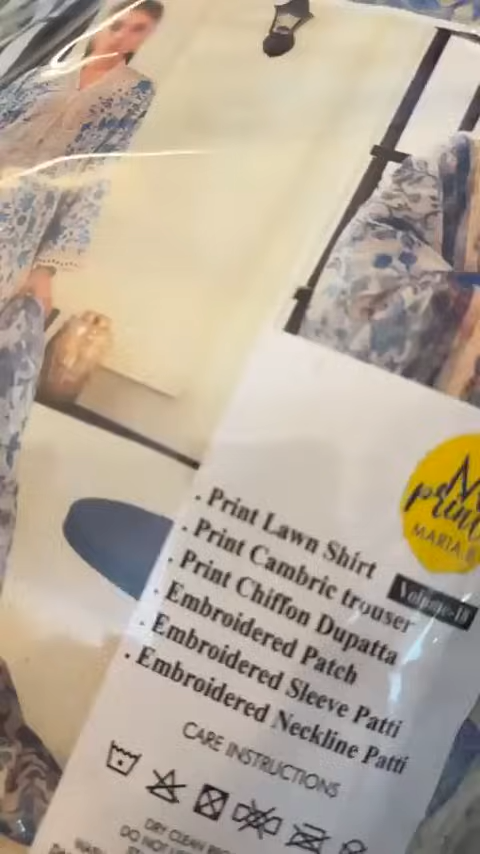 MARIA.B
Volume-18
. Print Lawn Shirt
. Print Cambric trouser
. Print Chiffon Dupatta
. Embroidered Patch
. Embroidered Sleeve Patti
. Embroidered Neckline Patti
CARE INSTRUCTIONS
DRY CLEAN
DO NOT